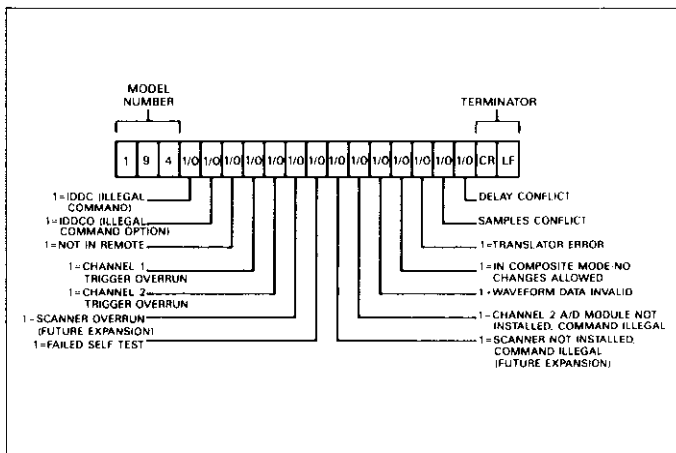 MODEL
NUMBER
TERMINATOR
1 9 4 1/0 1/0 1/0 1/0 1/0 1/0 1/0 1/0 1/0 1/0 1/0 1/0 1/0 1/0 CR LF
1=IDDC (ILLEGAL
COMMAND)
1=IDDCO (ILLEGAL
COMMAND OPTION)
1=NOT IN REMOTE
1=CHANNEL 1
TRIGGER OVERRUN
1=CHANNEL 2
TRIGGER OVERRUN
1-SCANNER OVERRUN
(FUTURE EXPANSION)
1=FAILED SELF TEST
DELAY CONFLICT
SAMPLES CONFLICT
1=TRANSLATOR ERROR
1=IN COMPOSITE MODE-NO
CHANGES ALLOWED
1=WAVEFORM DATA INVALID
1-CHANNEL 2 A/D MODULE NOT
INSTALLED, COMMAND ILLEGAL
1=SCANNER NOT INSTALLED,
COMMAND ILLEGAL
(FUTURE EXPANSION)